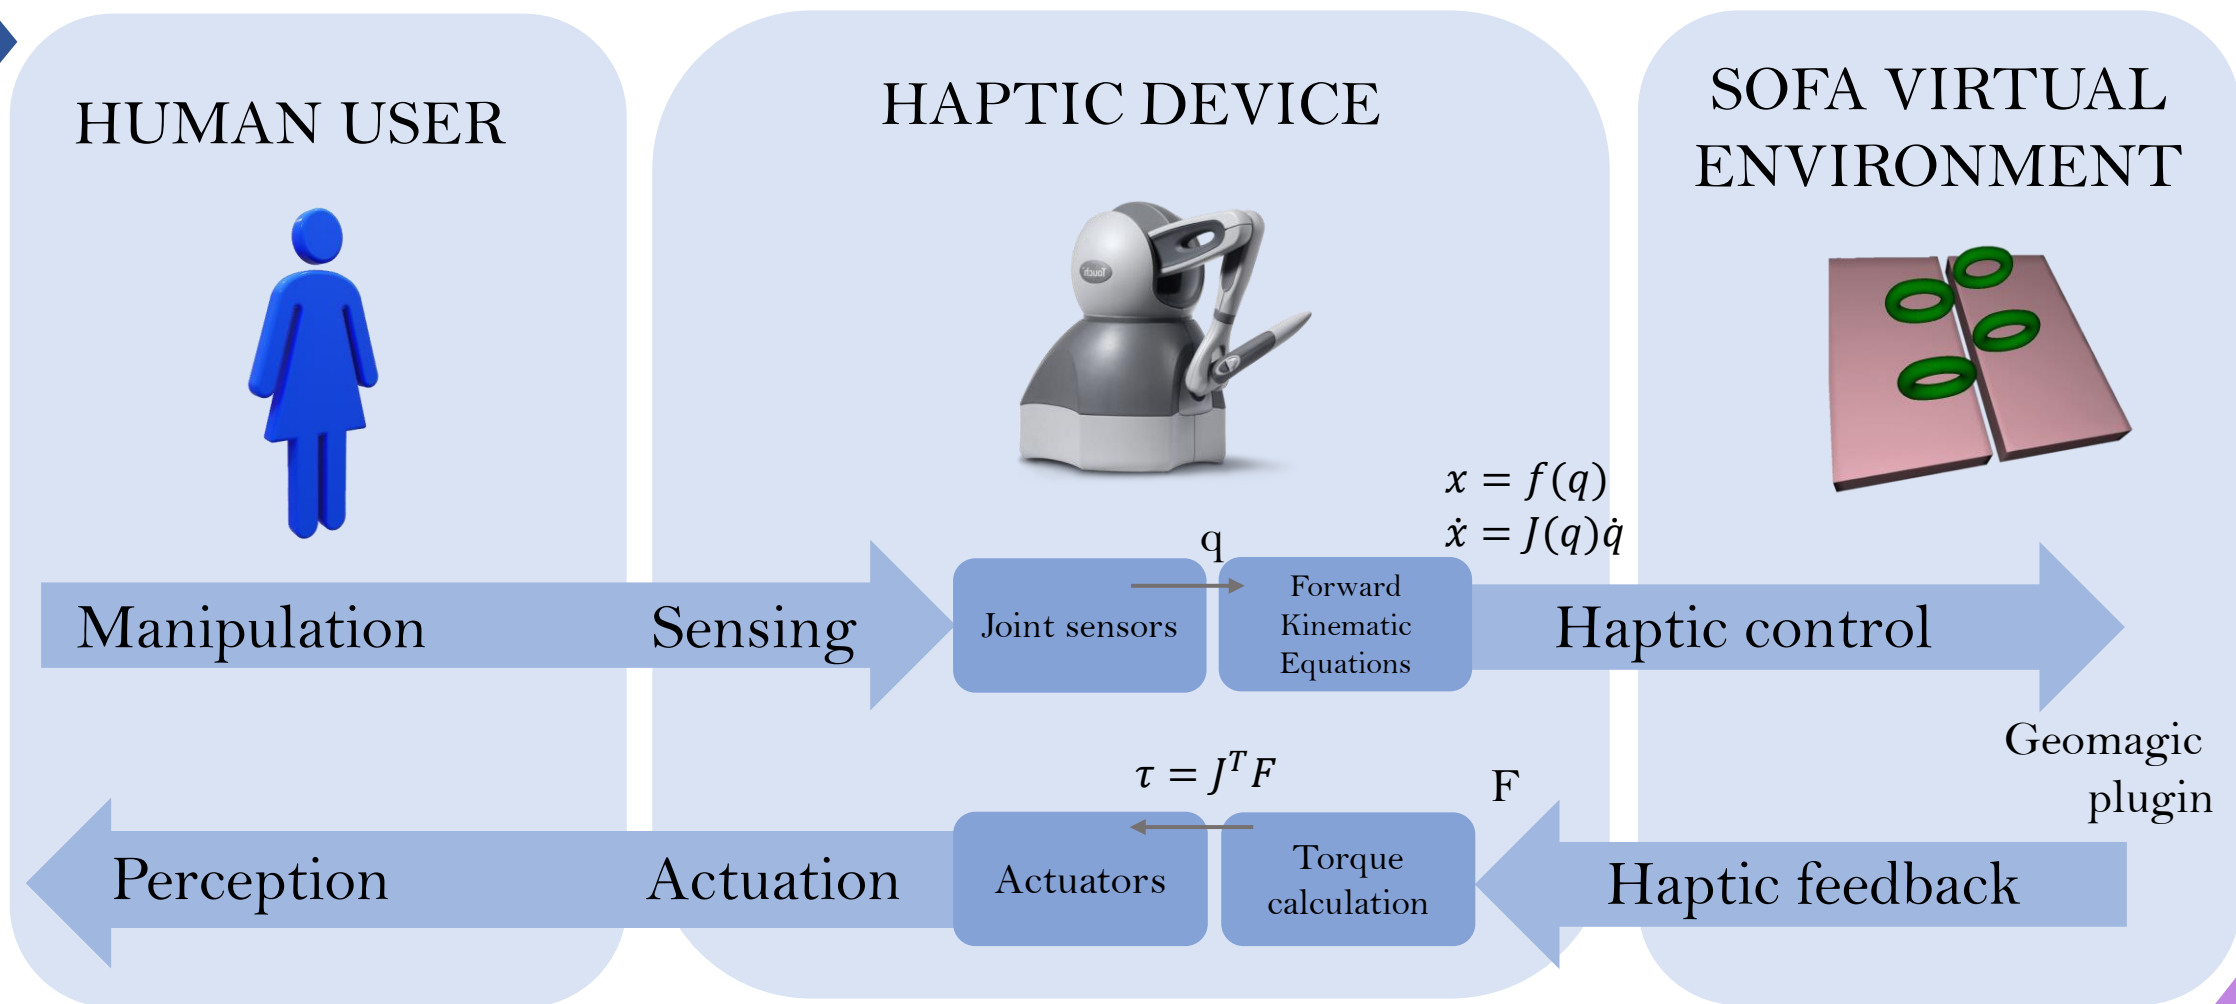 HUMAN USER
HAPTIC DEVICE
SOFA VIRTUAL
ENVIRONMENT
Touch
x = f(q)
ẋ = J(q)q̇
q
Manipulation
Sensing
Joint sensors
Forward
Kinematic
Equations
Haptic control
Geomagic
plugin
τ = JᵀF
F
Perception
Actuation
Actuators
Torque
calculation
Haptic feedback